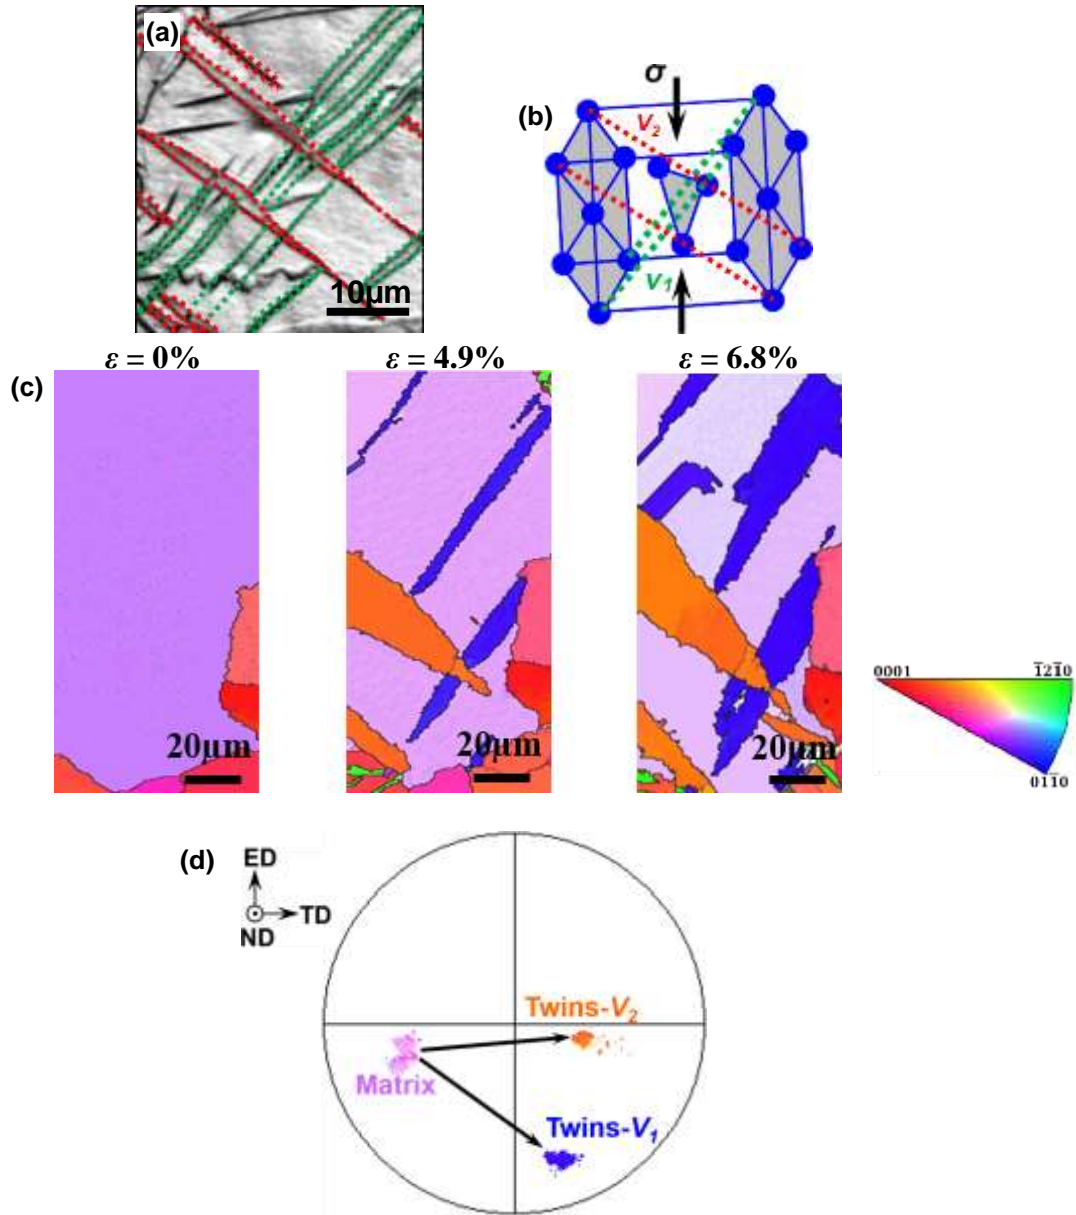 (a)
10μm
σ
(b)
V₂
V₁
ε = 0%
ε = 4.9%
ε = 6.8%
(c)
20μm
20μm
20μm
0001
1̅21̅0
011̅0
(d)
ED
TD
ND
Twins-V₂
Matrix
Twins-V₁